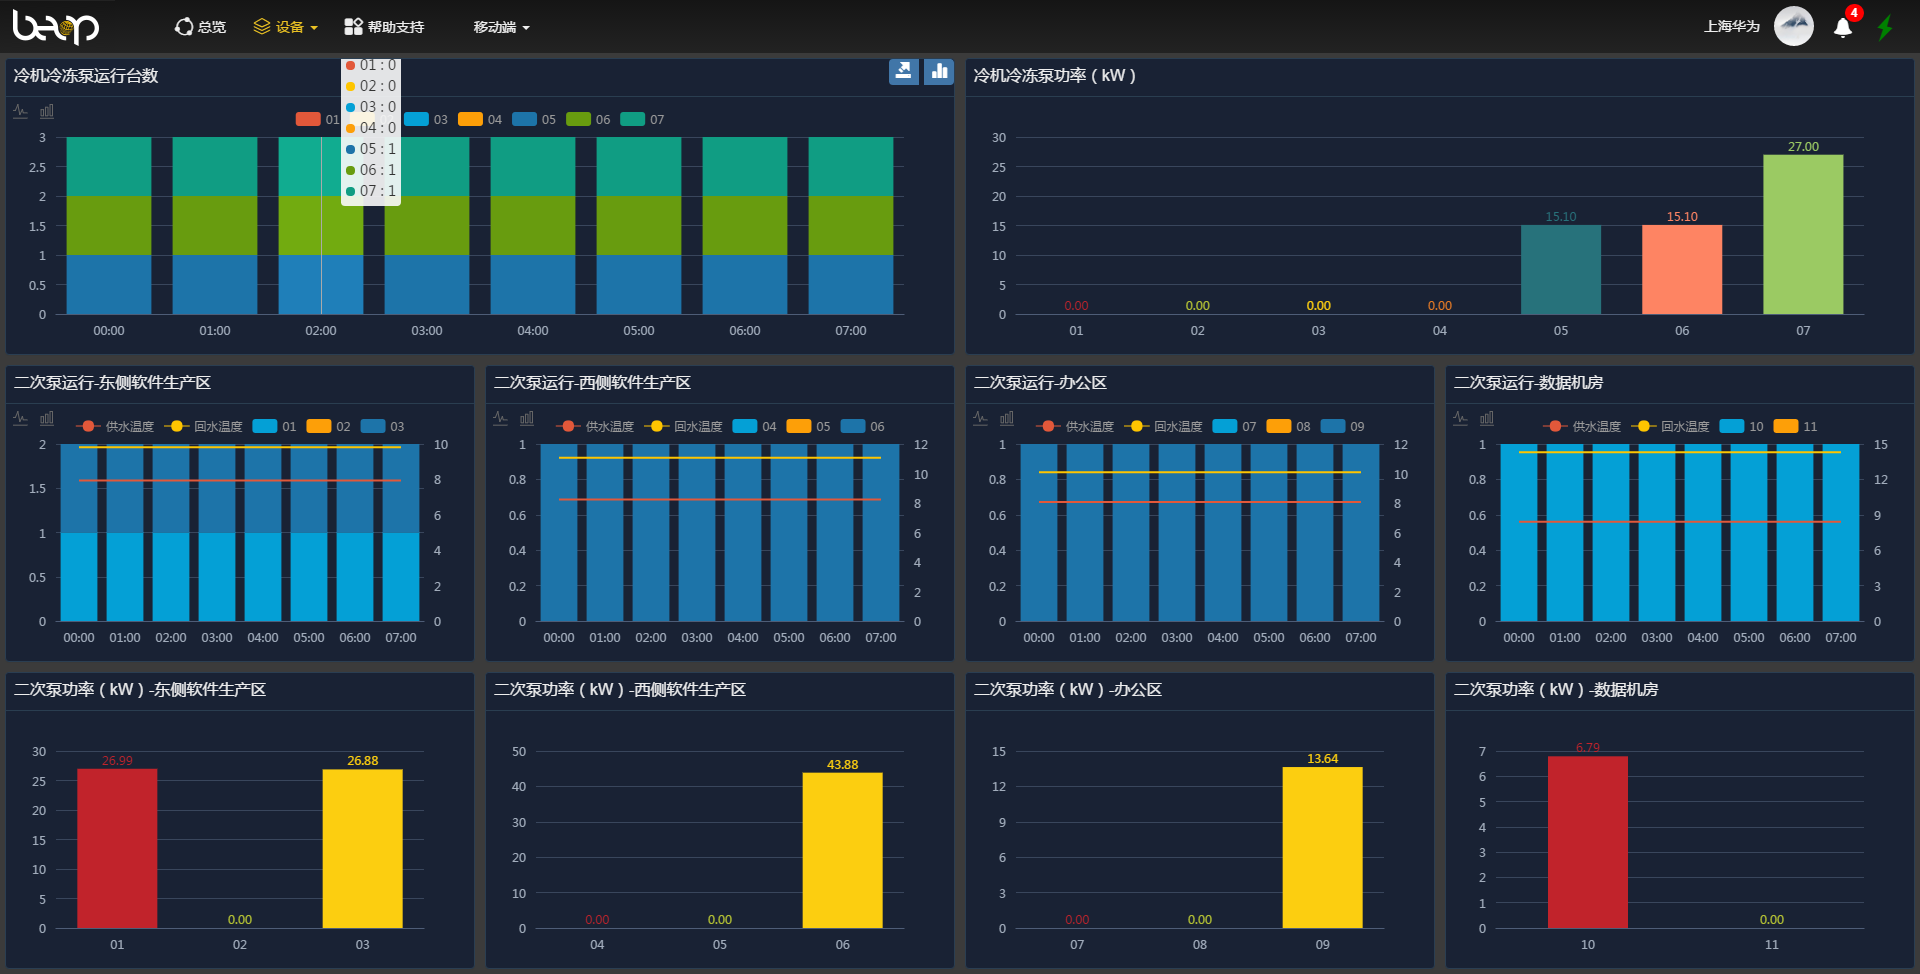 beop 总览 设备 帮助支持 移动端 上海华为 4
冷机冷冻泵运行台数
01 03 04 05 06 07
01 : 0
02 : 0
03 : 0
04 : 0
05 : 1
06 : 1
07 : 1
3
2.5
2
1.5
1
0.5
0
00:00 01:00 02:00 03:00 04:00 05:00 06:00 07:00
冷机冷冻泵功率（kW）
30
25
20
15
10
5
0
0.00 0.00 0.00 0.00 15.10 15.10 27.00
01 02 03 04 05 06 07
二次泵运行-东侧软件生产区
供水温度 回水温度 01 02 03
2 10
1.5 8
6
1 4
0.5 2
0 0
00:00 01:00 02:00 03:00 04:00 05:00 06:00 07:00
二次泵运行-西侧软件生产区
供水温度 回水温度 04 05 06
1 12
0.8 10
8
0.6 6
0.4 4
0.2 2
0 0
00:00 01:00 02:00 03:00 04:00 05:00 06:00 07:00
二次泵运行-办公区
供水温度 回水温度 07 08 09
1 12
0.8 10
8
0.6 6
0.4 4
0.2 2
0 0
00:00 01:00 02:00 03:00 04:00 05:00 06:00 07:00
二次泵运行-数据机房
供水温度 回水温度 10 11
1 15
0.8 12
0.6 9
0.4 6
0.2 3
0 0
00:00 01:00 02:00 03:00 04:00 05:00 06:00 07:00
二次泵功率（kW）-东侧软件生产区
30
25
20
15
10
5
0
26.99 0.00 26.88
01 02 03
二次泵功率（kW）-西侧软件生产区
50
40
30
20
10
0
0.00 0.00 43.88
04 05 06
二次泵功率（kW）-办公区
15
12
9
6
3
0
0.00 0.00 13.64
07 08 09
二次泵功率（kW）-数据机房
7
6
5
4
3
2
1
0
6.79 0.00
10 11